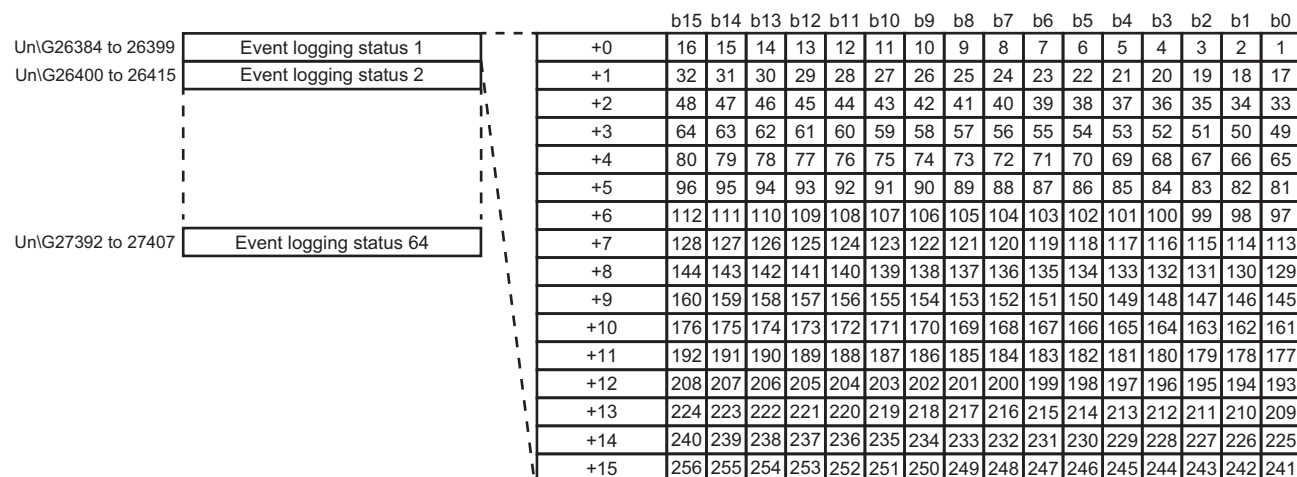 b15 b14 b13 b12 b11 b10 b9 b8 b7 b6 b5 b4 b3 b2 b1 b0
Un\G26384 to 26399 Event logging status 1 +0 16 15 14 13 12 11 10 9 8 7 6 5 4 3 2 1
Un\G26400 to 26415 Event logging status 2 +1 32 31 30 29 28 27 26 25 24 23 22 21 20 19 18 17
+2 48 47 46 45 44 43 42 41 40 39 38 37 36 35 34 33
+3 64 63 62 61 60 59 58 57 56 55 54 53 52 51 50 49
+4 80 79 78 77 76 75 74 73 72 71 70 69 68 67 66 65
+5 96 95 94 93 92 91 90 89 88 87 86 85 84 83 82 81
+6 112 111 110 109 108 107 106 105 104 103 102 101 100 99 98 97
Un\G27392 to 27407 Event logging status 64 +7 128 127 126 125 124 123 122 121 120 119 118 117 116 115 114 113
+8 144 143 142 141 140 139 138 137 136 135 134 133 132 131 130 129
+9 160 159 158 157 156 155 154 153 152 151 150 149 148 147 146 145
+10 176 175 174 173 172 171 170 169 168 167 166 165 164 163 162 161
+11 192 191 190 189 188 187 186 185 184 183 182 181 180 179 178 177
+12 208 207 206 205 204 203 202 201 200 199 198 197 196 195 194 193
+13 224 223 222 221 220 219 218 217 216 215 214 213 212 211 210 209
+14 240 239 238 237 236 235 234 233 232 231 230 229 228 227 226 225
+15 256 255 254 253 252 251 250 249 248 247 246 245 244 243 242 241